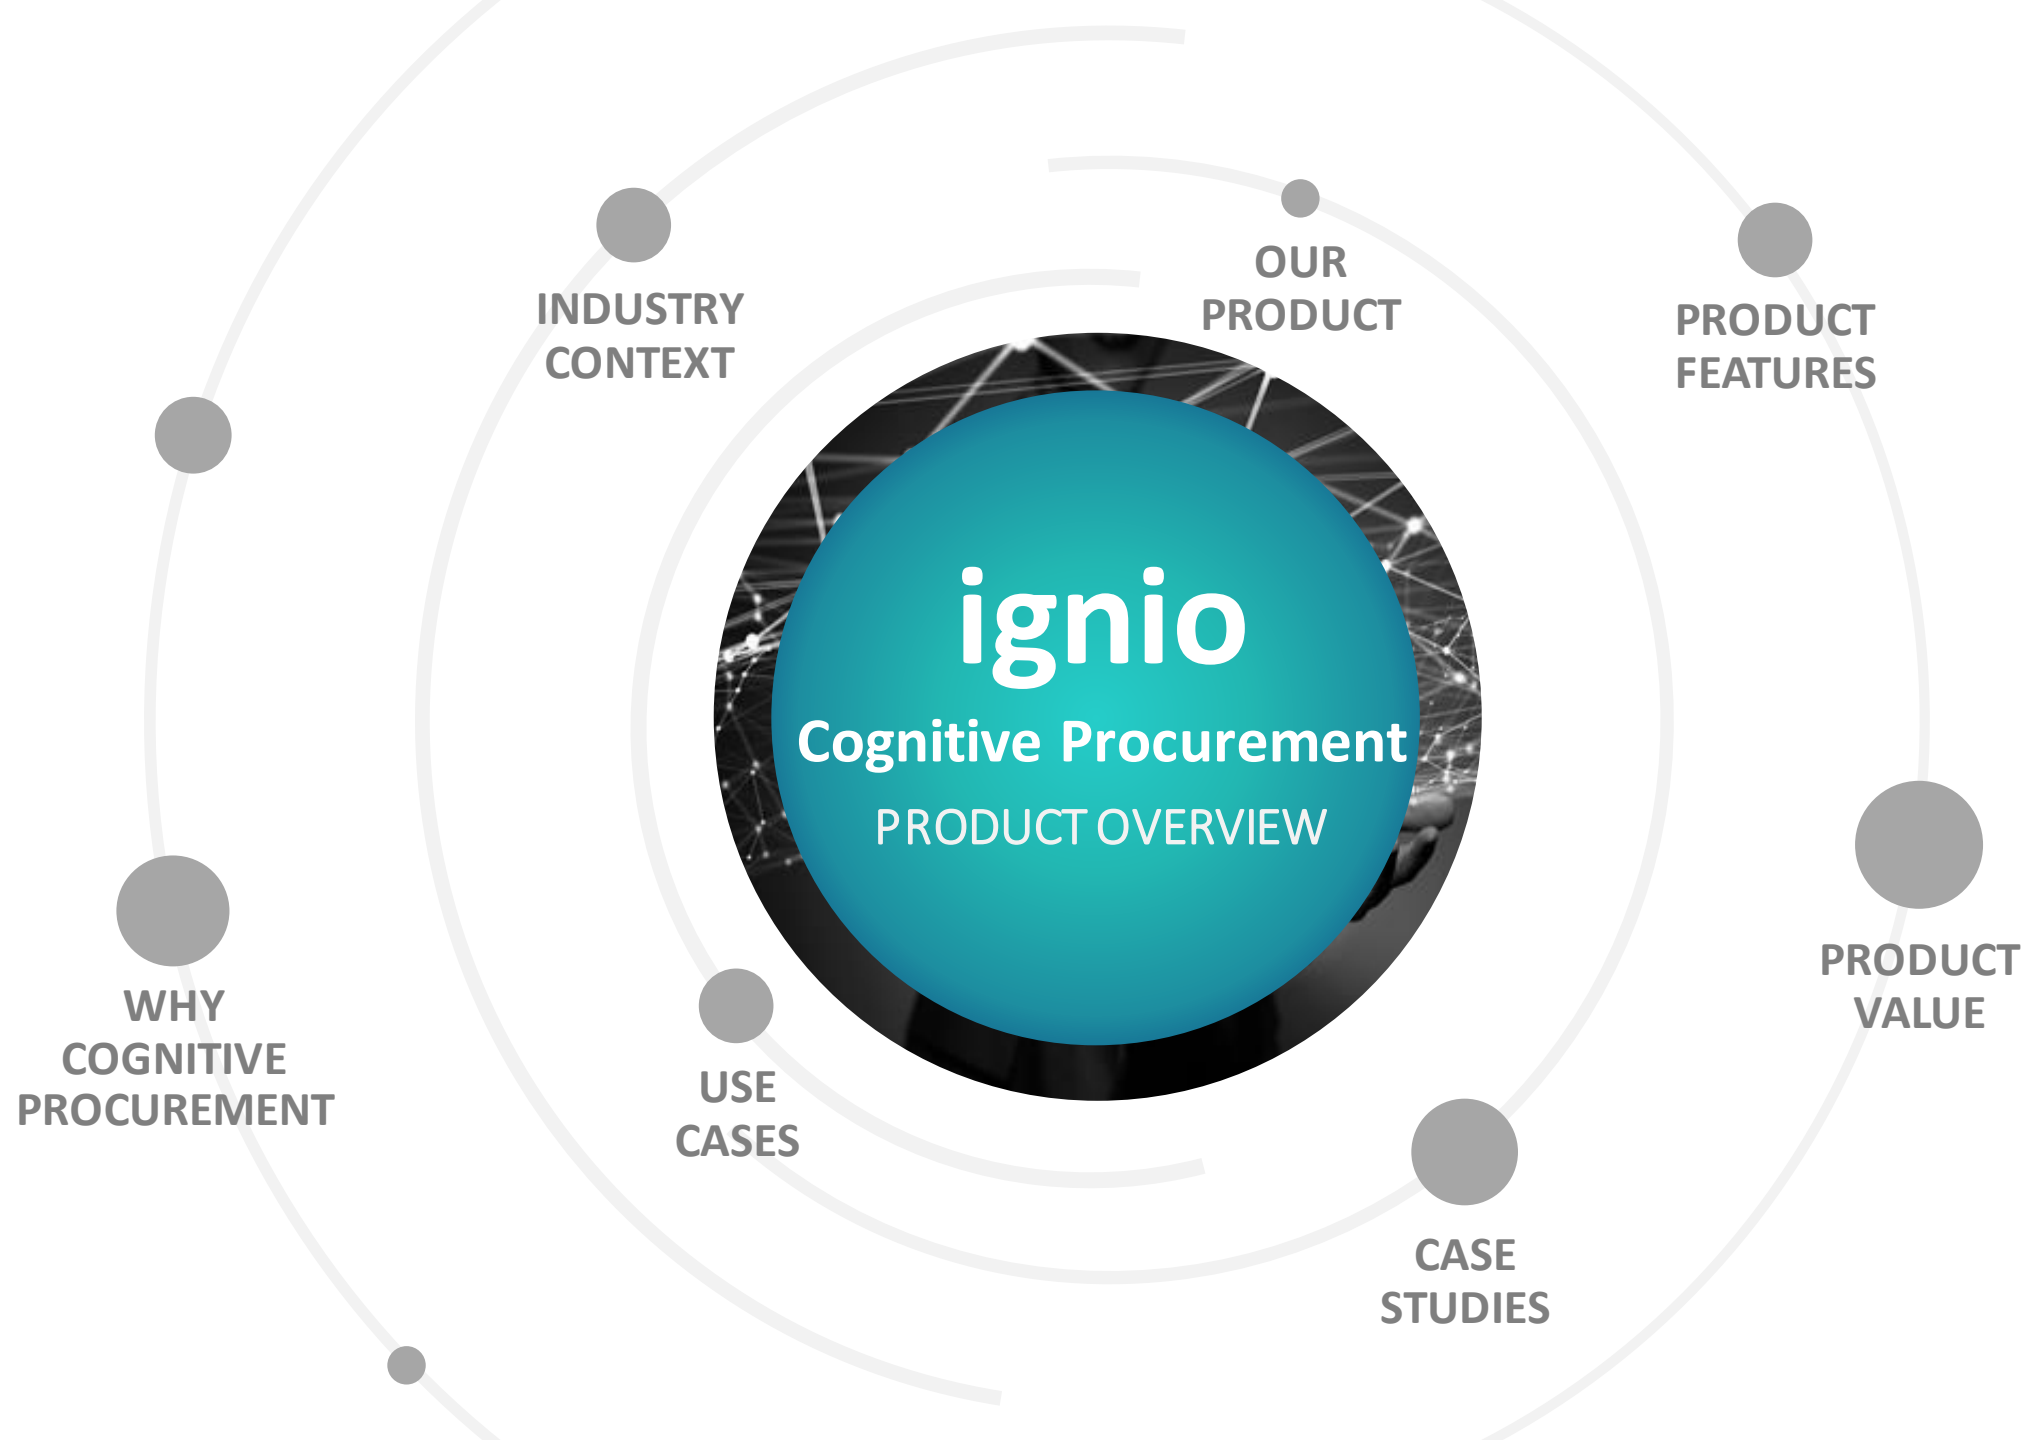 OUR
PRODUCT
INDUSTRY
CONTEXT
PRODUCT
FEATURES
ignio
Cognitive Procurement
PRODUCT OVERVIEW
PRODUCT
VALUE
WHY
COGNITIVE
PROCUREMENT
USE
CASES
CASE
STUDIES